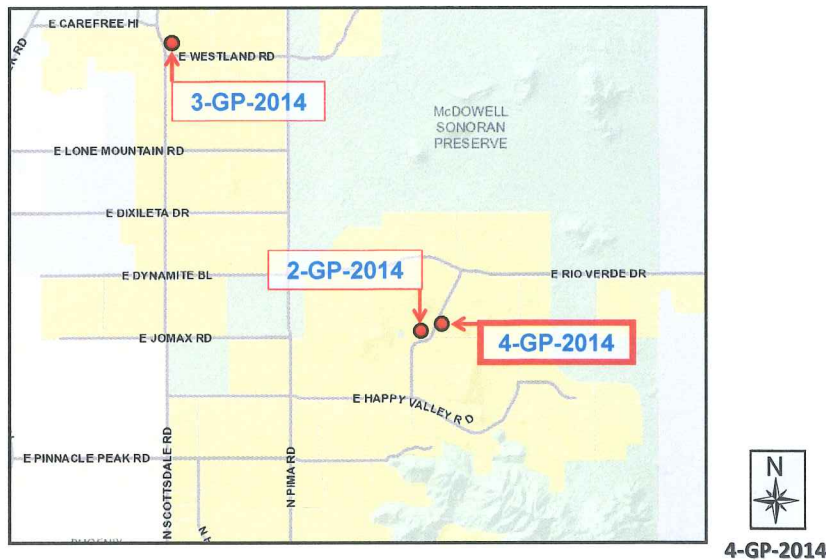 E CAREFREE HI
E WESTLAND RD
3-GP-2014
McDOWELL
SONORAN
PRESERVE
E LONE MOUNTAIN RD
E DIXILETA DR
2-GP-2014
E DYNAMITE BL
E RIO VERDE DR
E JOMAX RD
4-GP-2014
E HAPPY VALLEY RD
E PINNACLE PEAK RD
N SCOTTSDALE RD
N PIMA RD
N
4-GP-2014